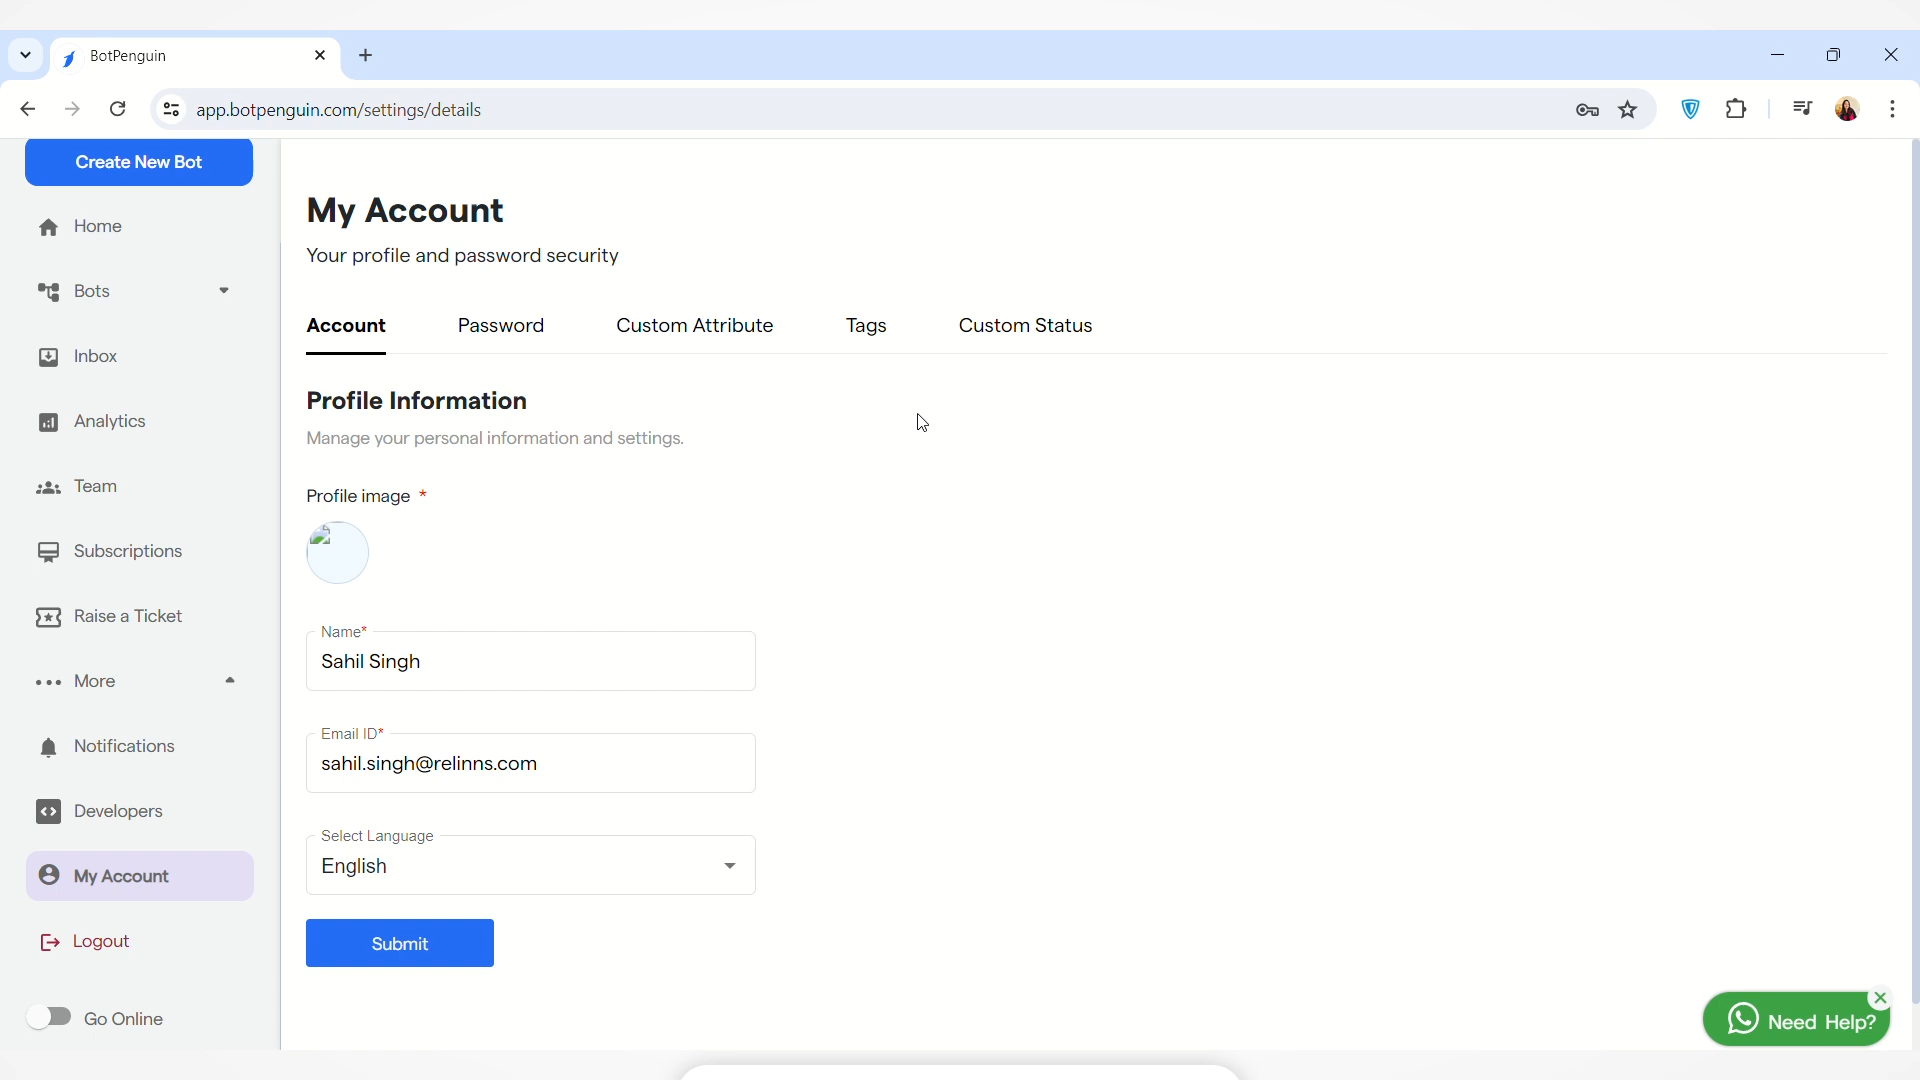 BotPenguin
app.botpenguin.com/settings/details
Create New Bot
Home
Bots
Inbox
Analytics
Team
Subscriptions
Raise a Ticket
More
Notifications
Developers
My Account
Logout
Go Online
My Account
Your profile and password security
Account Password Custom Attribute Tags Custom Status
Profile Information
Manage your personal information and settings.
Profile image *
Name*
Sahil Singh
Email ID*
sahil.singh@relinns.com
Select Language
English
Submit
Need Help?